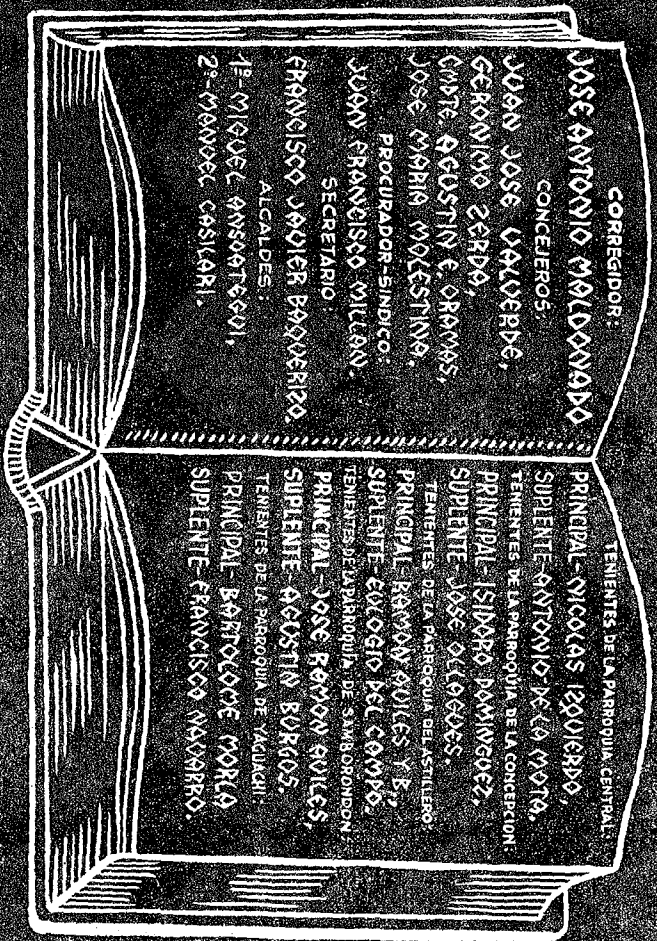 CORREGIDOR:
JOSE ANTONIO MALDONADO
CONCEJEROS:
JUAN JOSE VALVERDE,
GERONIMO ZERDA,
CMDTE AGUSTIN E ORAMAS,
JOSE MARIA MOLESTINA,
PROCURADOR-SINDICO:
JUAN FRANCISCO MILLAN,
SECRETARIO:
FRANCISCO JAVIER BAQUERIZO.
ALCALDES:
1º-MIGUEL ANSOATEGUI,
2º-MANUEL CASILARI.
TENIENTES DE LA PARROQUIA CENTRAL:
PRINCIPAL-NICOLAS IZQUIERDO,
SUPLENTE-ANTONIO DE LA MOTA.
TENIENTES DE LA PARROQUIA DE LA CONCEPCION:
PRINCIPAL-ISIDORO DOMINGUEZ,
SUPLENTE JOSE OLLAGUES.
TENIENTES DE LA PARROQUIA DEL ASTILLERO:
PRINCIPAL-RAMON AVILES Y B.,
SUPLENTE-EULOGIO DEL CAMPO,
TENIENTES DE LA PARROQUIA DE SAMBORONDON:
PRINCIPAL-JOSE RAMON AVILES,
SUPLENTE-AGUSTIN BURGOS.
TENIENTES DE LA PARROQUIA DE YAGUACHI:
PRINCIPAL-BARTOLOME MORLA
SUPLENTE-FRANCISCO NAVARRO.